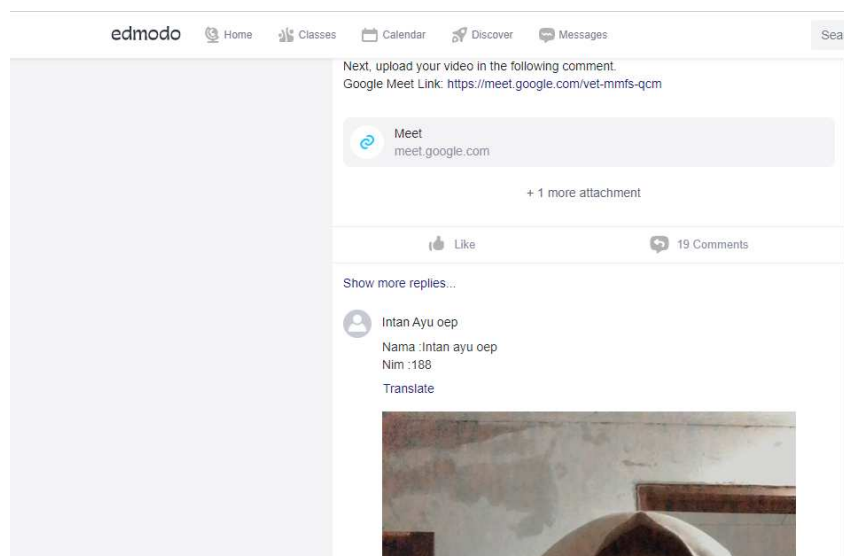 edmodo Home Classes Calendar Discover Messages Sea
Next, upload your video in the following comment.
Google Meet Link: https://meet.google.com/vet-mmfs-qcm
Meet
meet.google.com
+ 1 more attachment
Like 19 Comments
Show more replies...
Intan Ayu oep
Nama :Intan ayu oep
Nim :188
Translate